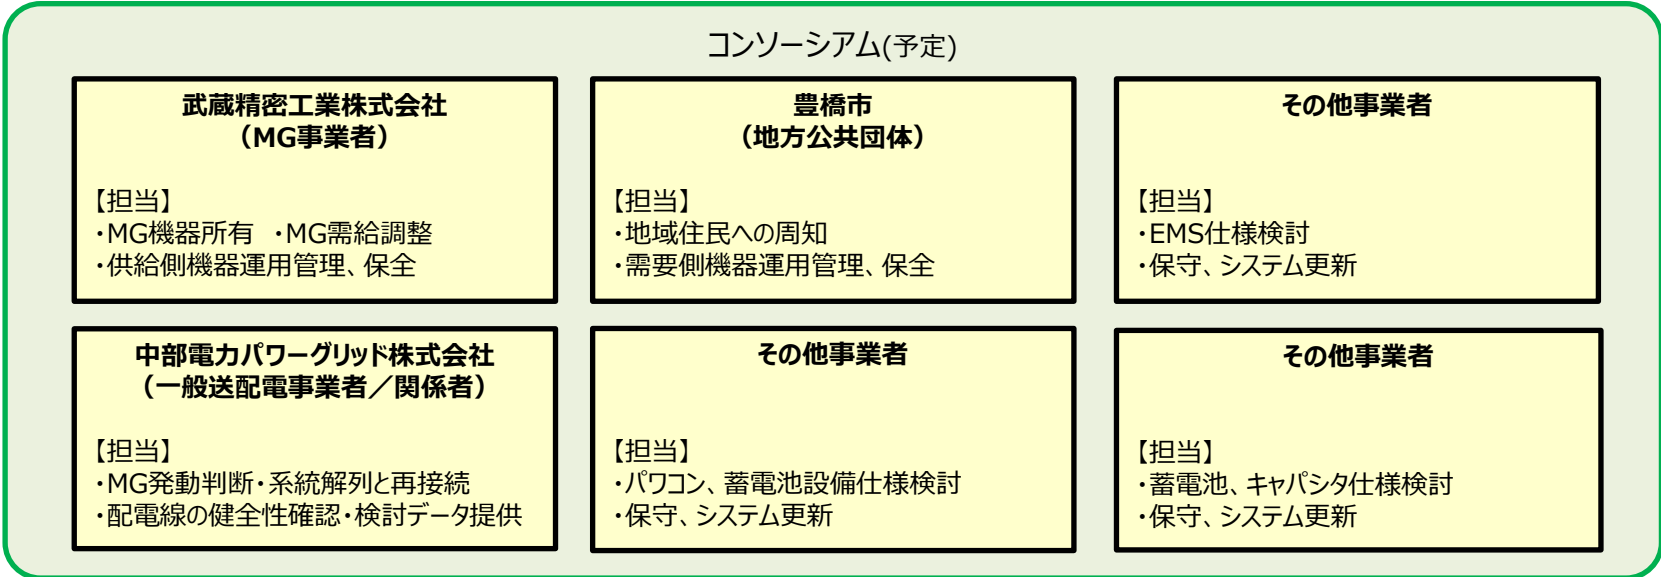 コンソーシアム(予定)
武蔵精密工業株式会社
（MG事業者）
【担当】
・MG機器所有　・MG需給調整
・供給側機器運用管理、保全
豊橋市
（地方公共団体）
【担当】
・地域住民への周知
・需要側機器運用管理、保全
その他事業者
【担当】
・EMS仕様検討
・保守、システム更新
中部電力パワーグリッド株式会社
（一般送配電事業者／関係者）
【担当】
・MG発動判断・系統解列と再接続
・配電線の健全性確認・検討データ提供
その他事業者
【担当】
・パワコン、蓄電池設備仕様検討
・保守、システム更新
その他事業者
【担当】
・蓄電池、キャパシタ仕様検討
・保守、システム更新